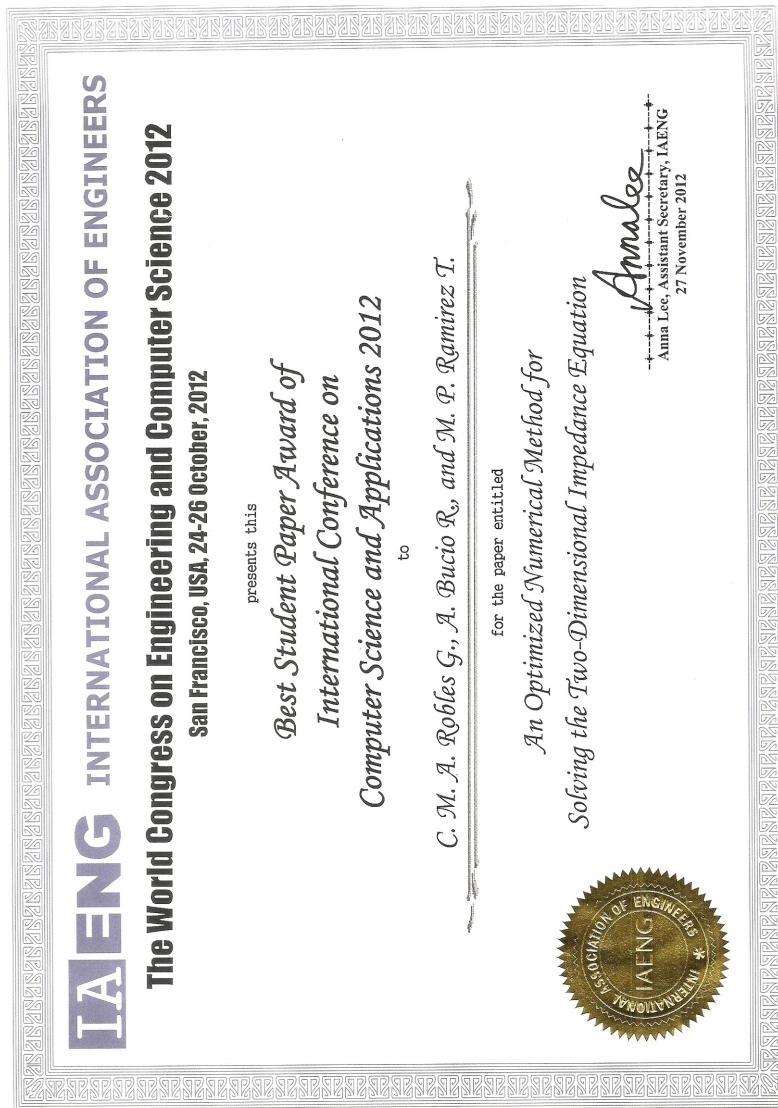 IAENG INTERNATIONAL ASSOCIATION OF ENGINEERS
The World Congress on Engineering and Computer Science 2012
San Francisco, USA, 24-26 October, 2012
presents this
Best Student Paper Award of
International Conference on
Computer Science and Applications 2012
to
C. M. A. Robles G., A. Bucio R., and M. P. Ramirez T.
for the paper entitled
An Optimized Numerical Method for
Solving the Two-Dimensional Impedance Equation
INTERNATIONAL ASSOCIATION OF ENGINEERS *
IAENG
Annalee
Anna Lee, Assistant Secretary, IAENG
27 November 2012